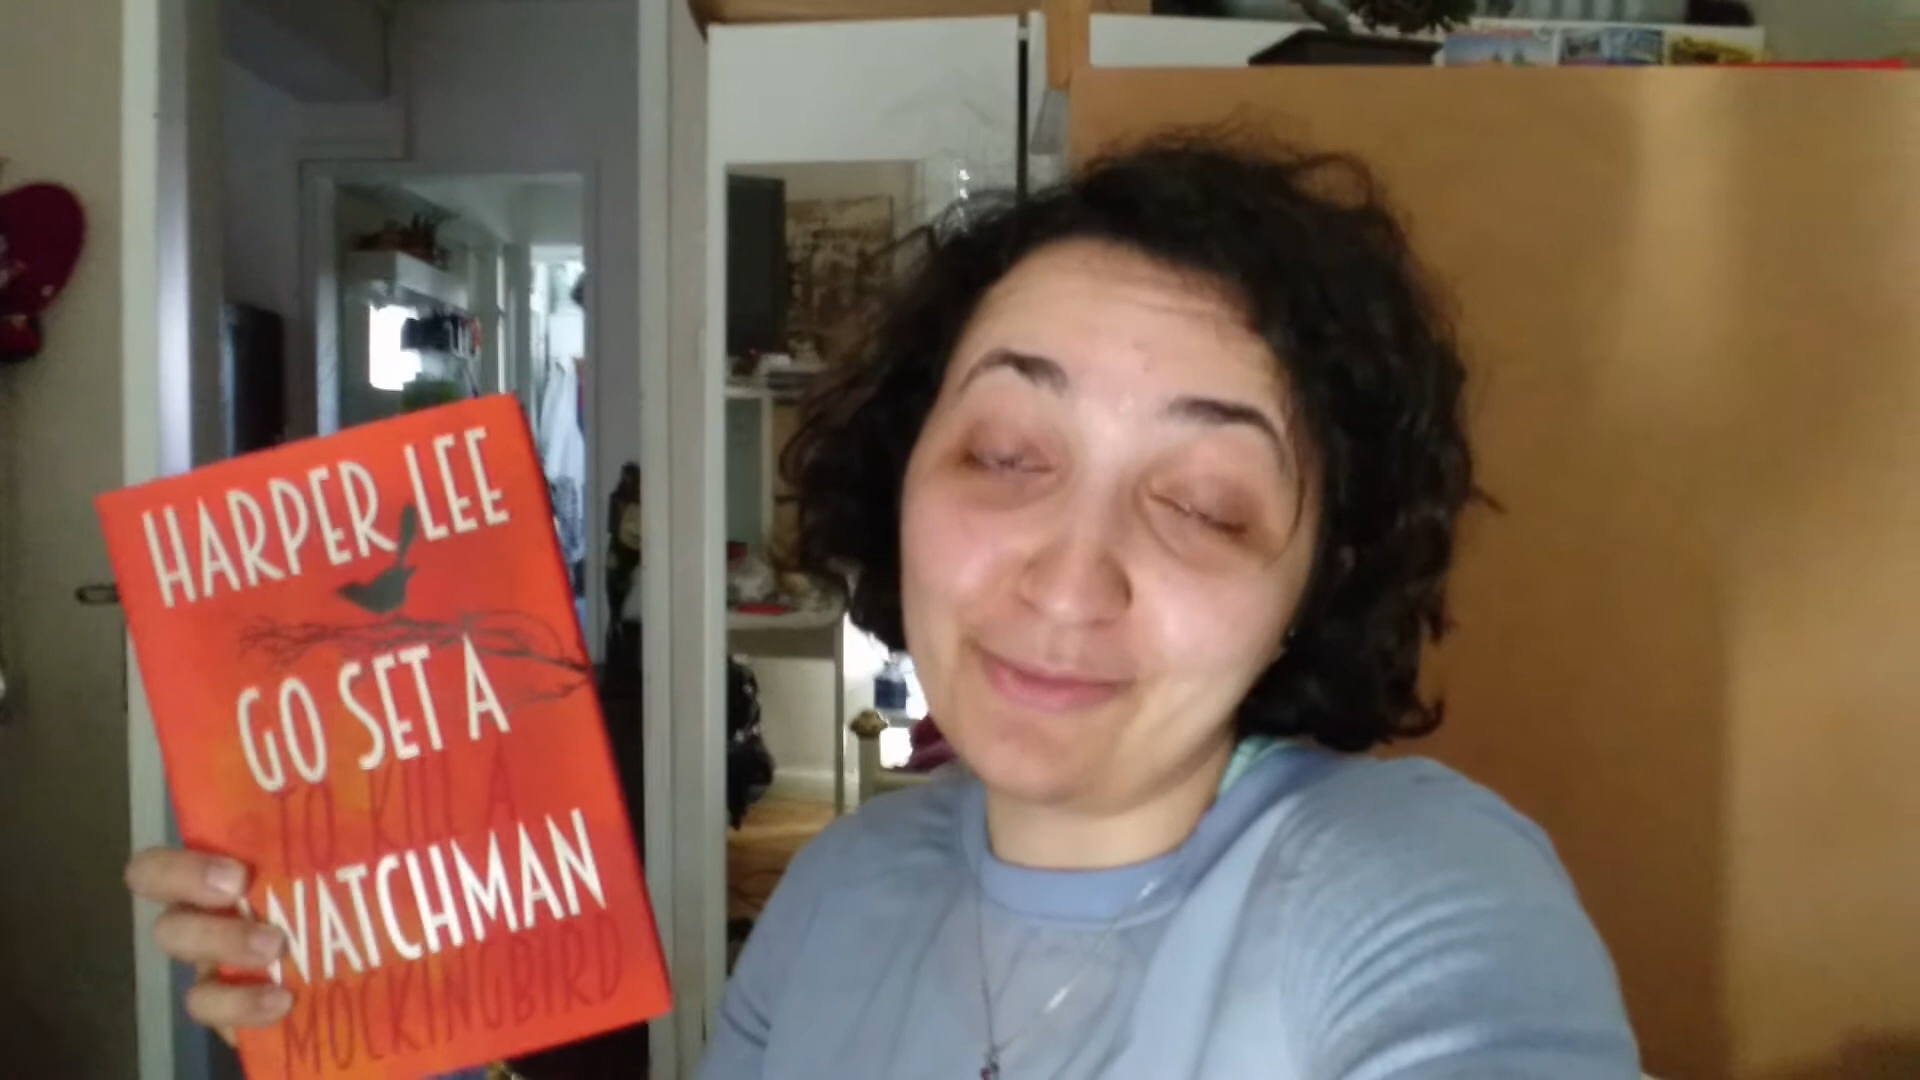 HARPER LEE
GO SET A
TO KILL A
WATCHMAN
MOCKINGBIRD